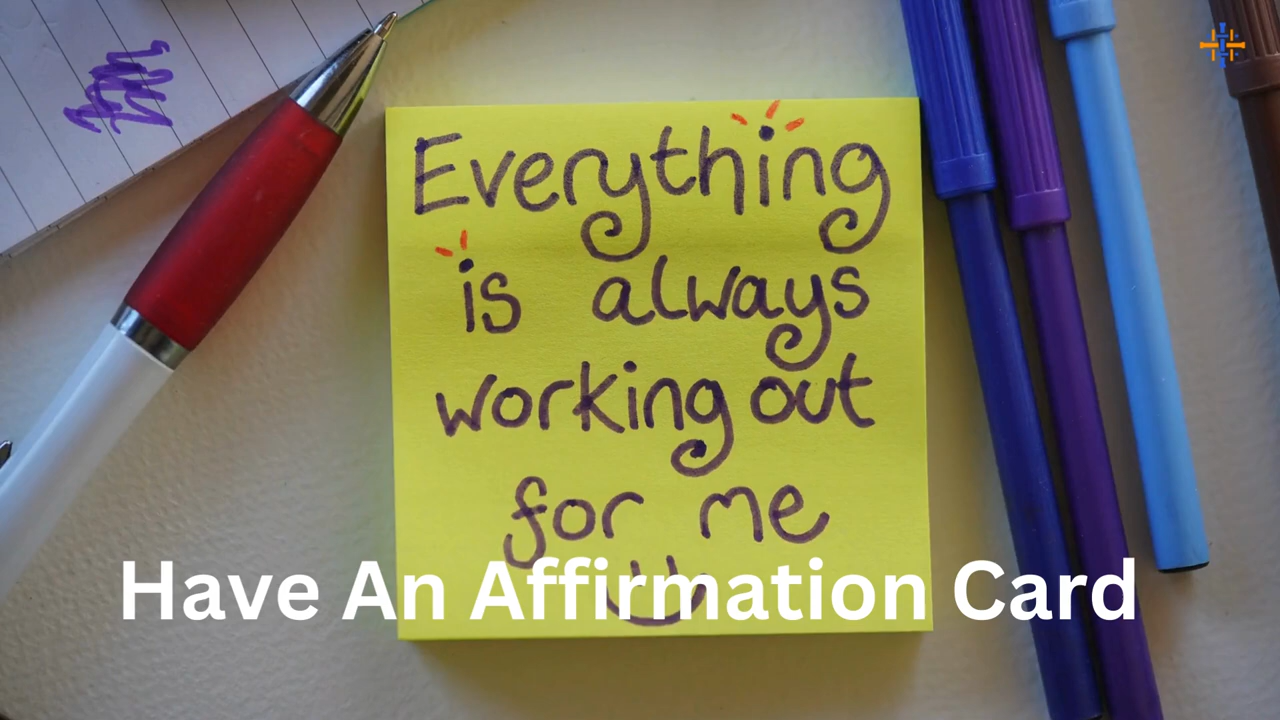 Everything
is always
working out
for me
Have An Affirmation Card